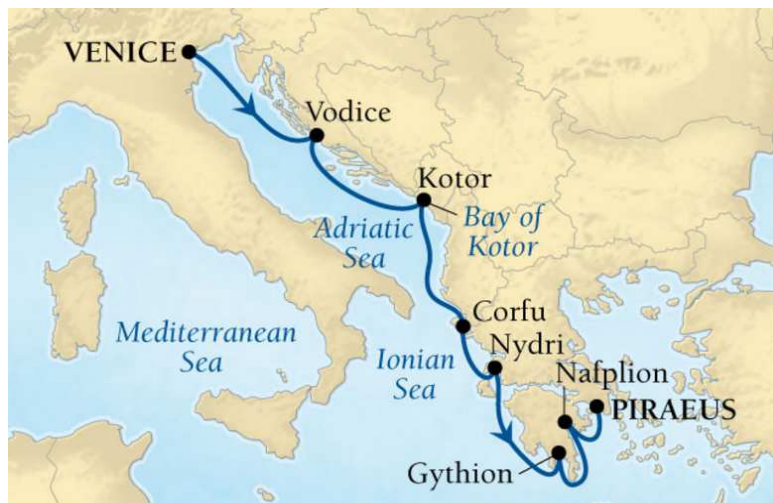 VENICE
Vodice
Kotor
Bay of
Kotor
Adriatic
Sea
Corfu
Mediterranean
Sea
Nydri
Ionian
Sea
Nafplion
PIRAEUS
Gythion